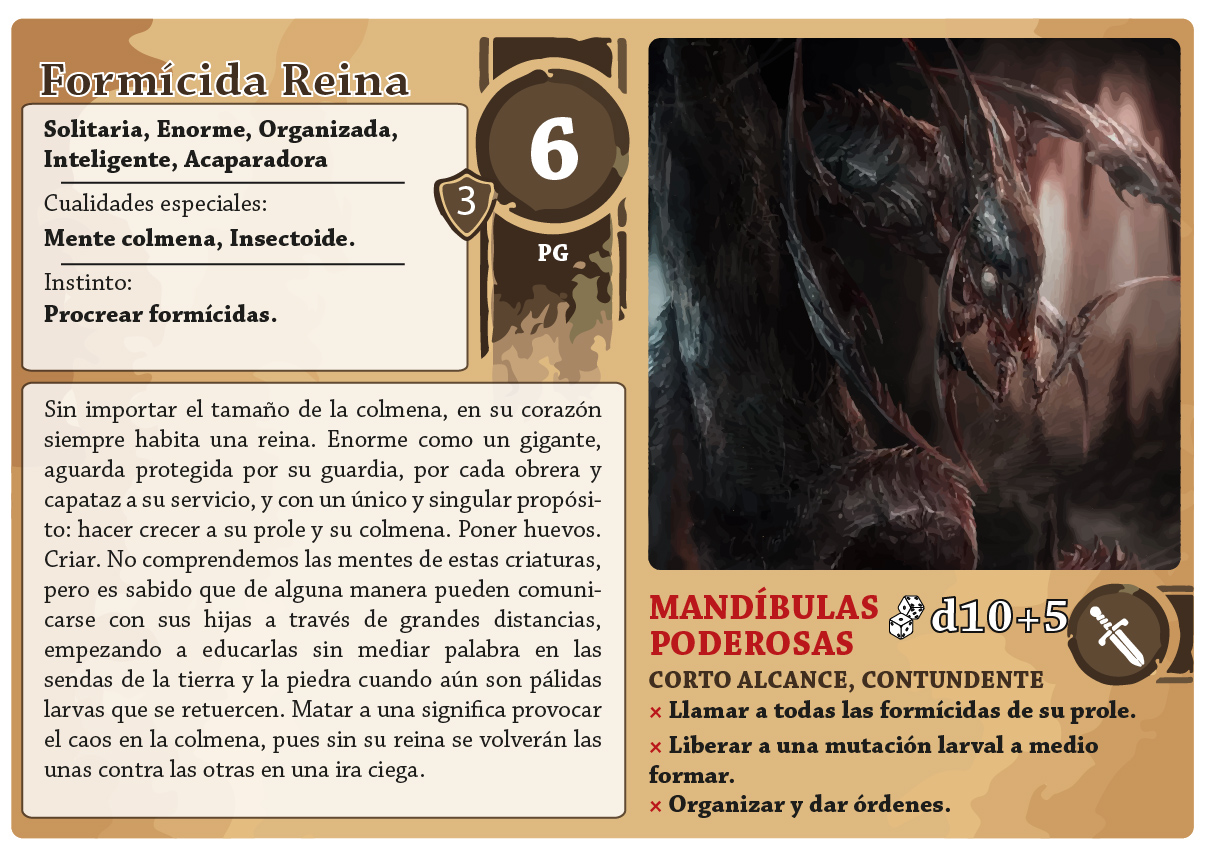 Formícida Reina
Solitaria, Enorme, Organizada,
Inteligente, Acaparadora
Cualidades especiales:
Mente colmena, Insectoide.
Instinto:
Procrear formícidas.
3
6
PG
Sin importar el tamaño de la colmena, en su corazón
siempre habita una reina. Enorme como un gigante,
aguarda protegida por su guardia, por cada obrera y
capataz a su servicio, y con un único y singular propósi-
to: hacer crecer a su prole y su colmena. Poner huevos.
Criar. No comprendemos las mentes de estas criaturas,
pero es sabido que de alguna manera pueden comuni-
carse con sus hijas a través de grandes distancias,
empezando a educarlas sin mediar palabra en las
sendas de la tierra y la piedra cuando aún son pálidas
larvas que se retuercen. Matar a una significa provocar
el caos en la colmena, pues sin su reina se volverán las
unas contra las otras en una ira ciega.
MANDÍBULAS
PODEROSAS
d10+5
CORTO ALCANCE, CONTUNDENTE
× Llamar a todas las formícidas de su prole.
× Liberar a una mutación larval a medio
formar.
× Organizar y dar órdenes.